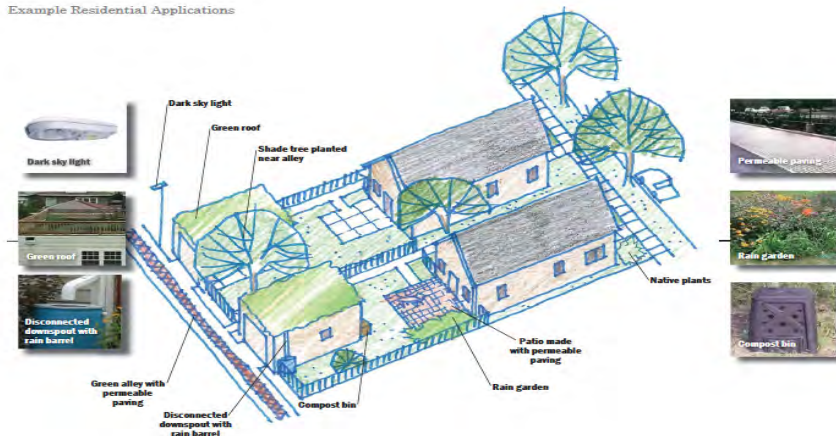 Example Residential Applications
Dark sky light
Green roof
Shade tree planted
near alley
Dark sky light
Green roof
Disconnected
downspout with
rain barrel
Permeable paving
Rain garden
Compost bin
Native plants
Patio made
with permeable
paving
Rain garden
Compost bin
Green alley with
permeable
paving
Disconnected
downspout with
rain barrel